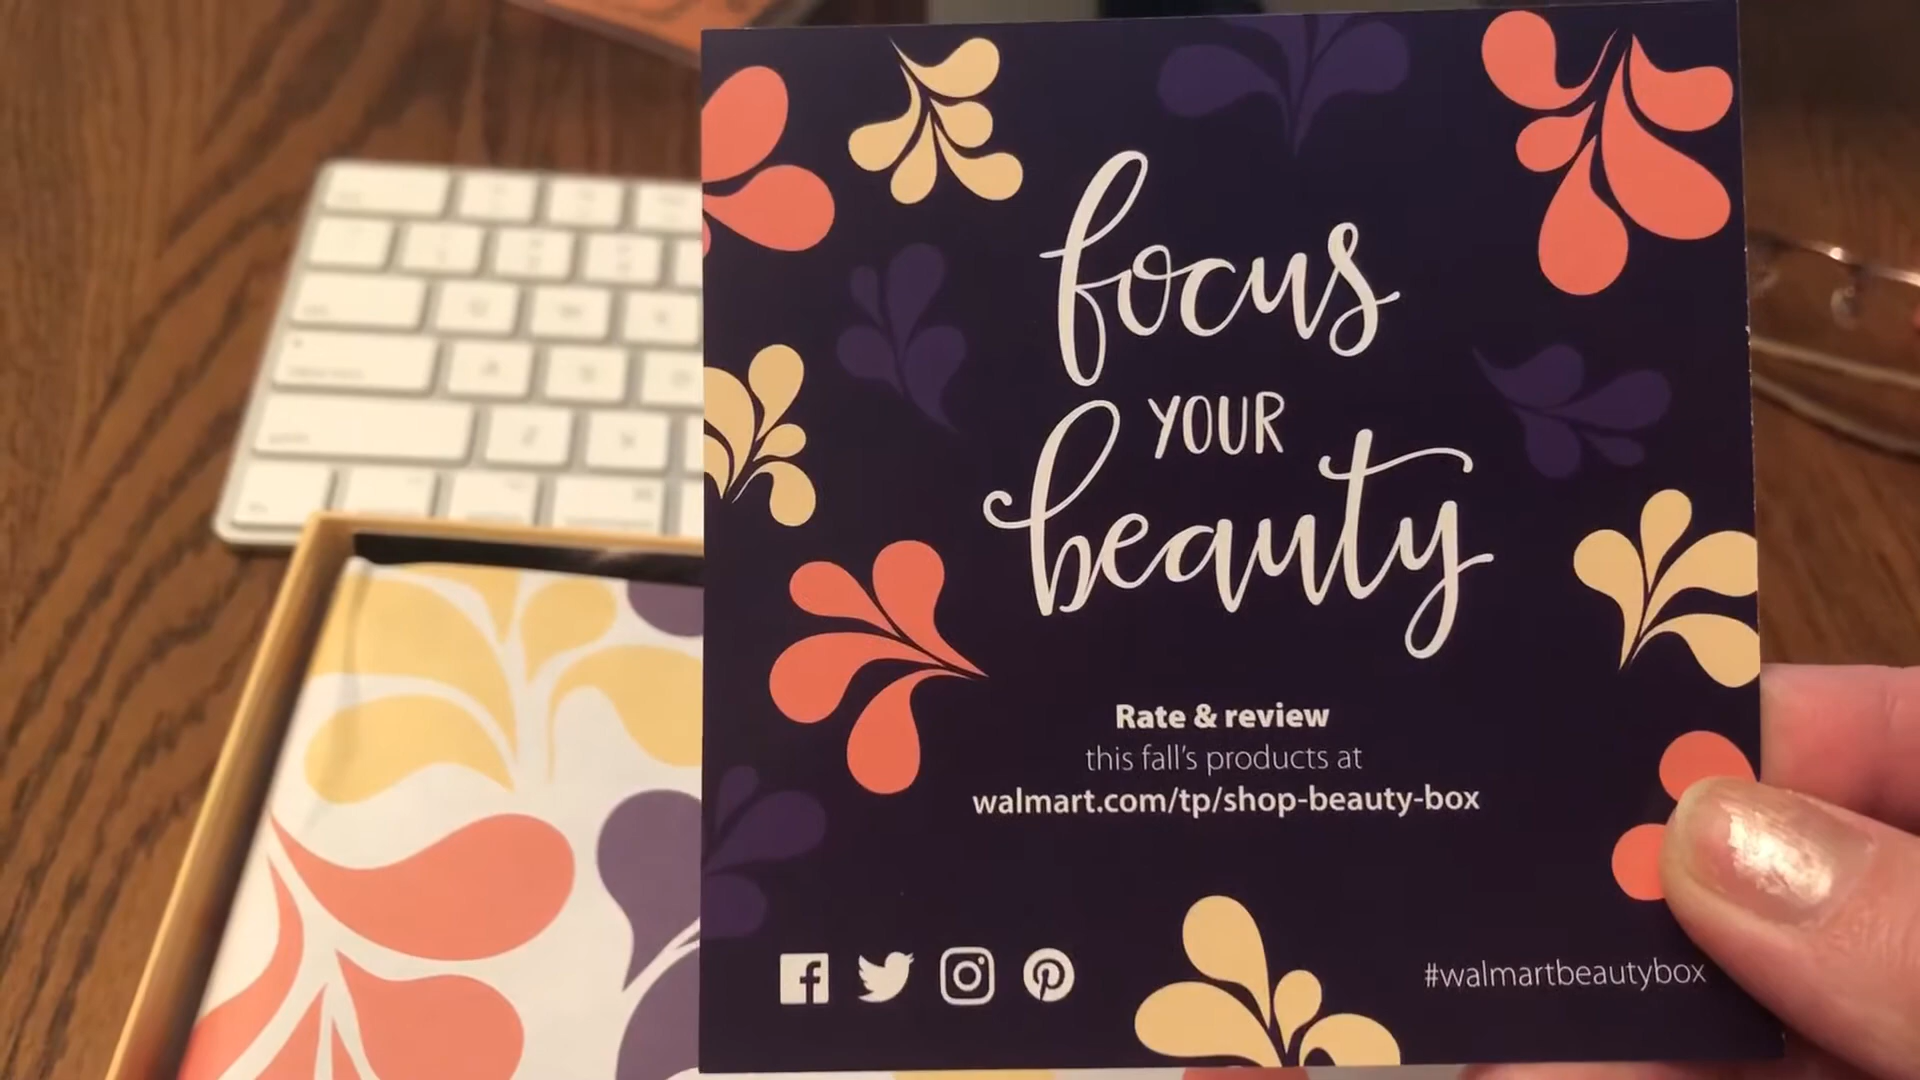 focus
YOUR
beauty
Rate & review
this fall's products at
walmart.com/tp/shop-beauty-box
#walmartbeautybox